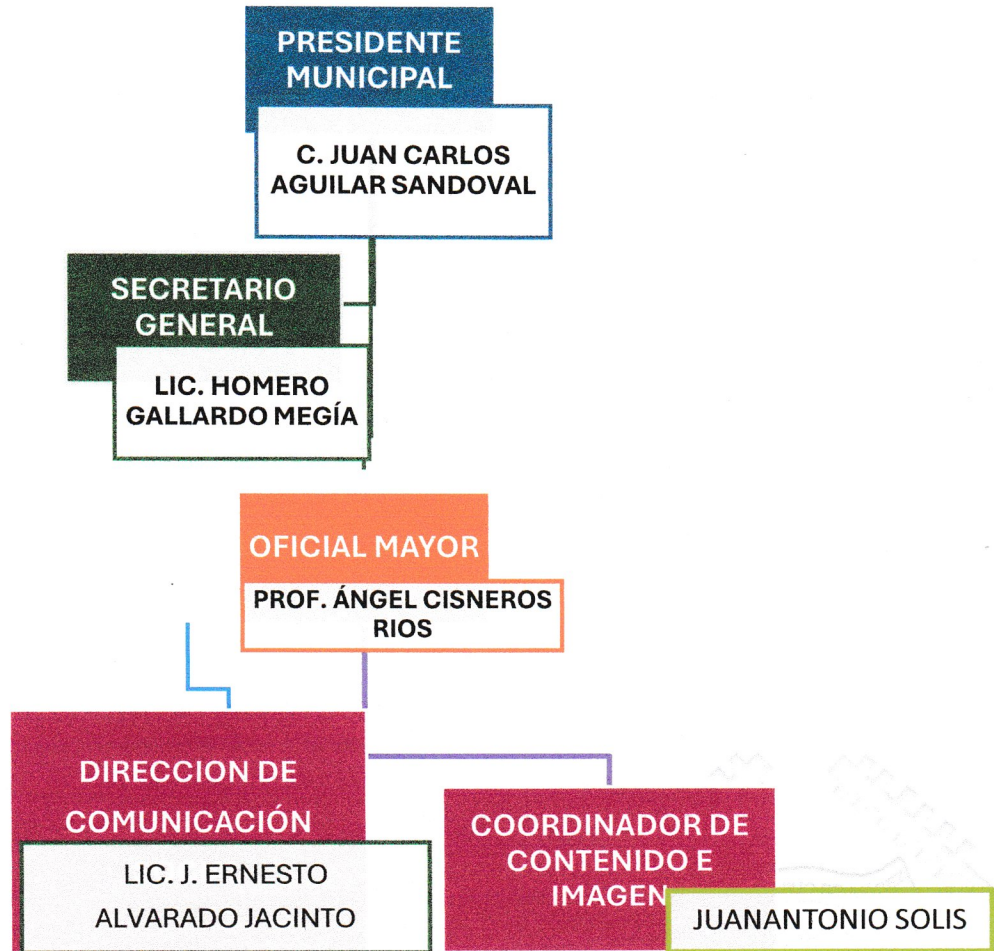 PRESIDENTE
MUNICIPAL
C. JUAN CARLOS
AGUILAR SANDOVAL
SECRETARIO
GENERAL
LIC. HOMERO
GALLARDO MEGÍA
OFICIAL MAYOR
PROF. ÁNGEL CISNEROS
RIOS
DIRECCION DE
COMUNICACIÓN
LIC. J. ERNESTO
ALVARADO JACINTO
COORDINADOR DE
CONTENIDO E
IMAGEN
JUANANTONIO SOLIS